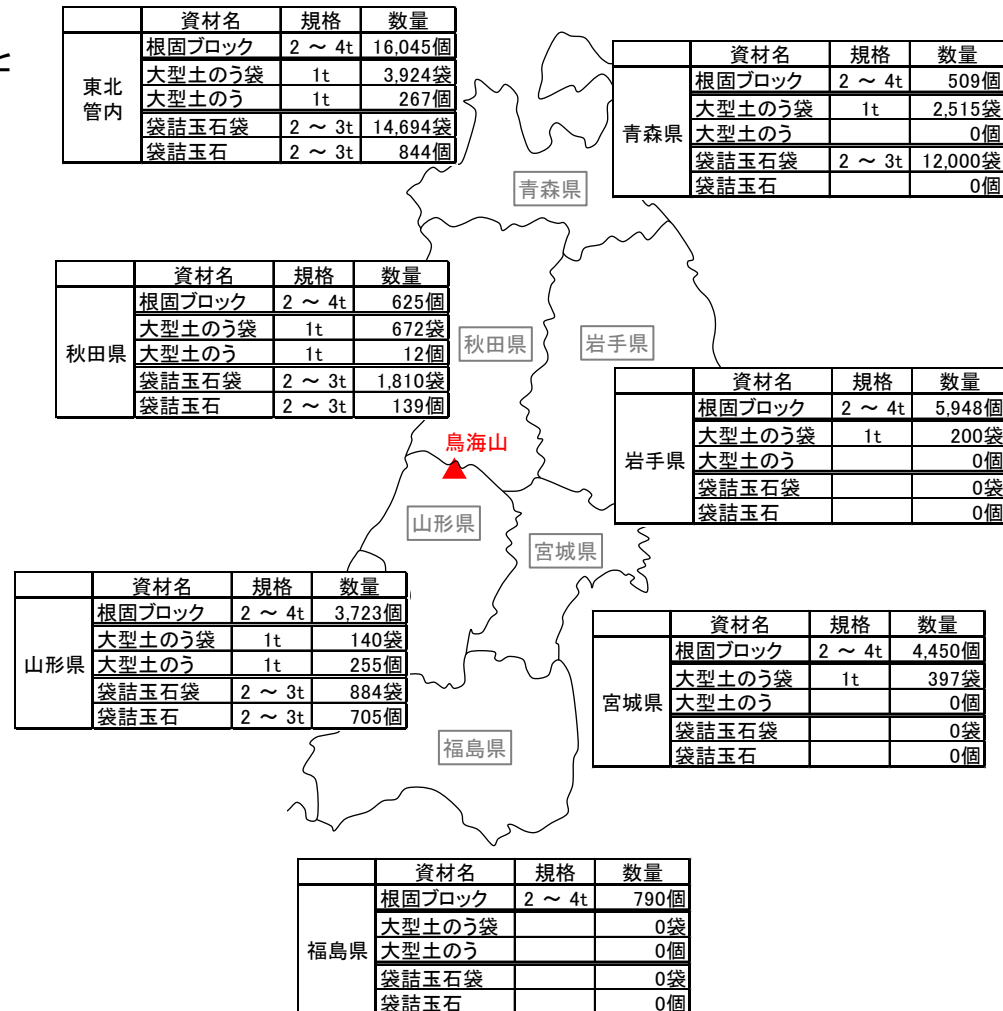 資材名 規格 数量
東北管内
根固ブロック 2 ～ 4t 16,045個
大型土のう袋 1t 3,924袋
大型土のう 1t 267個
袋詰玉石袋 2 ～ 3t 14,694袋
袋詰玉石 2 ～ 3t 844個
資材名 規格 数量
青森県
根固ブロック 2 ～ 4t 509個
大型土のう袋 1t 2,515袋
大型土のう 0個
袋詰玉石袋 2 ～ 3t 12,000袋
袋詰玉石 0個
青森県
資材名 規格 数量
秋田県
根固ブロック 2 ～ 4t 625個
大型土のう袋 1t 672袋
大型土のう 1t 12個
袋詰玉石袋 2 ～ 3t 1,810袋
袋詰玉石 2 ～ 3t 139個
秋田県
岩手県
資材名 規格 数量
岩手県
根固ブロック 2 ～ 4t 5,948個
大型土のう袋 1t 200袋
大型土のう 0個
袋詰玉石袋 0袋
袋詰玉石 0個
鳥海山
山形県
宮城県
資材名 規格 数量
山形県
根固ブロック 2 ～ 4t 3,723個
大型土のう袋 1t 140袋
大型土のう 1t 255個
袋詰玉石袋 2 ～ 3t 884袋
袋詰玉石 2 ～ 3t 705個
資材名 規格 数量
宮城県
根固ブロック 2 ～ 4t 4,450個
大型土のう袋 1t 397袋
大型土のう 0個
袋詰玉石袋 0袋
袋詰玉石 0個
福島県
資材名 規格 数量
福島県
根固ブロック 2 ～ 4t 790個
大型土のう袋 0袋
大型土のう 0個
袋詰玉石袋 0袋
袋詰玉石 0個